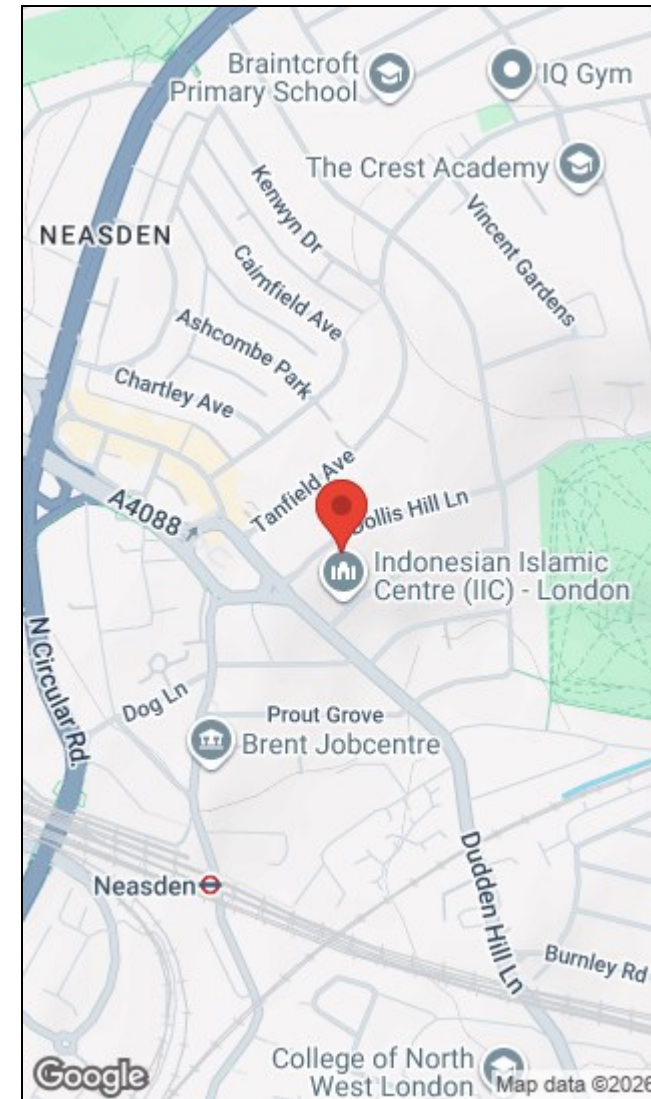 Braintcroft
Primary School
IQ Gym
The Crest Academy
Kenwyn Dr
Vincent Gardens
NEASDEN
Cairnfield Ave
Ashcombe Park
Chartley Ave
Tanfield Ave
A4088
Dollis Hill Ln
Indonesian Islamic
Centre (IIC) - London
N Circular Rd.
Dog Ln
Prout Grove
Brent Jobcentre
Neasden
Dudden Hill Ln
Burnley Rd
College of North
West London
Google
Map data ©2026